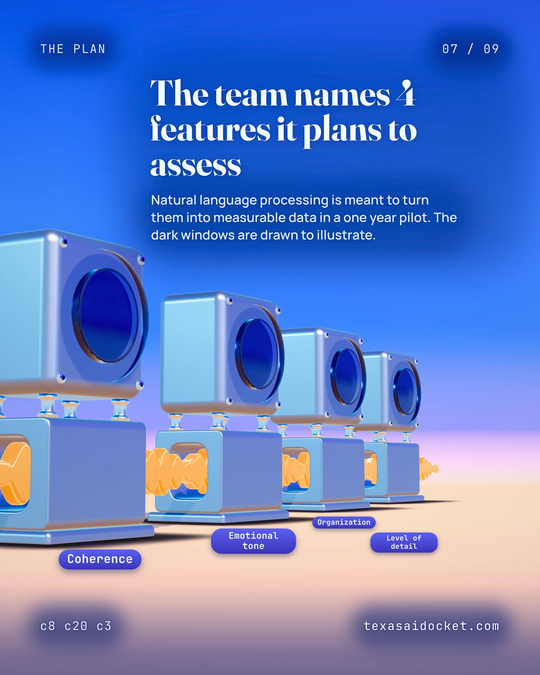 THE PLAN
07 / 09
The team names 4
features it plans to
assess
Natural language processing is meant to turn
them into measurable data in a one year pilot. The
dark windows are drawn to illustrate.
Coherence
Emotional
tone
Organization
Level of
detail
c8 c20 c3
texasaidocket.com